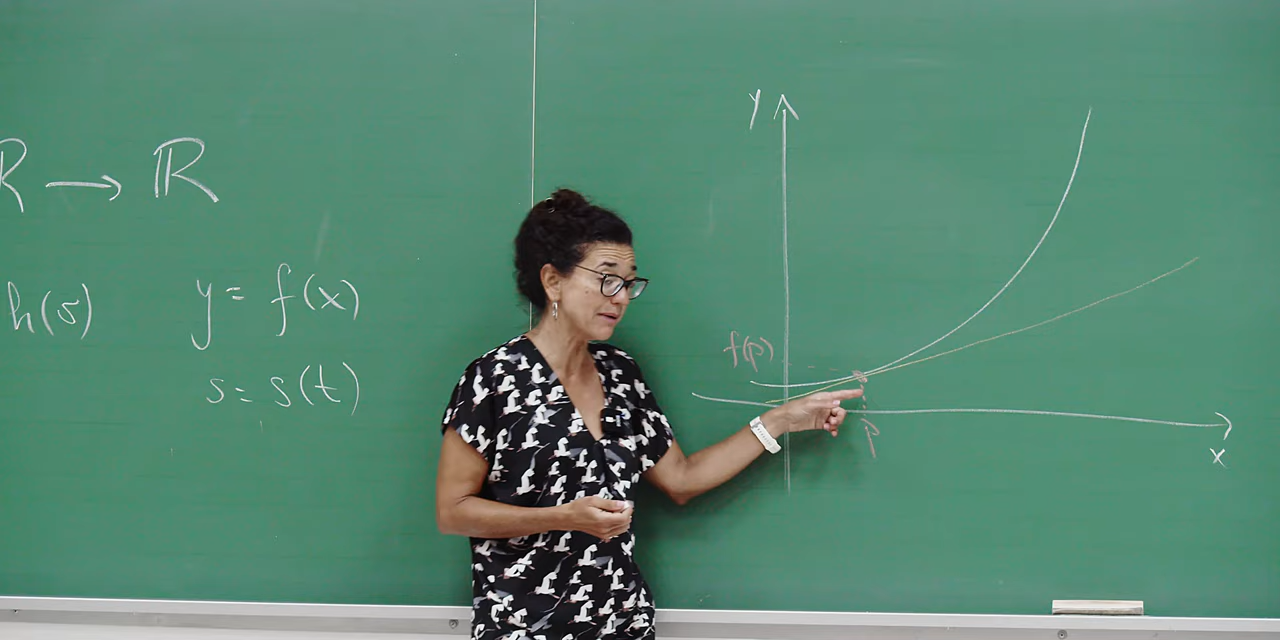 ℝ → ℝ
h(s) y = f(x)
s = s(t)
y
f(p)
p
x